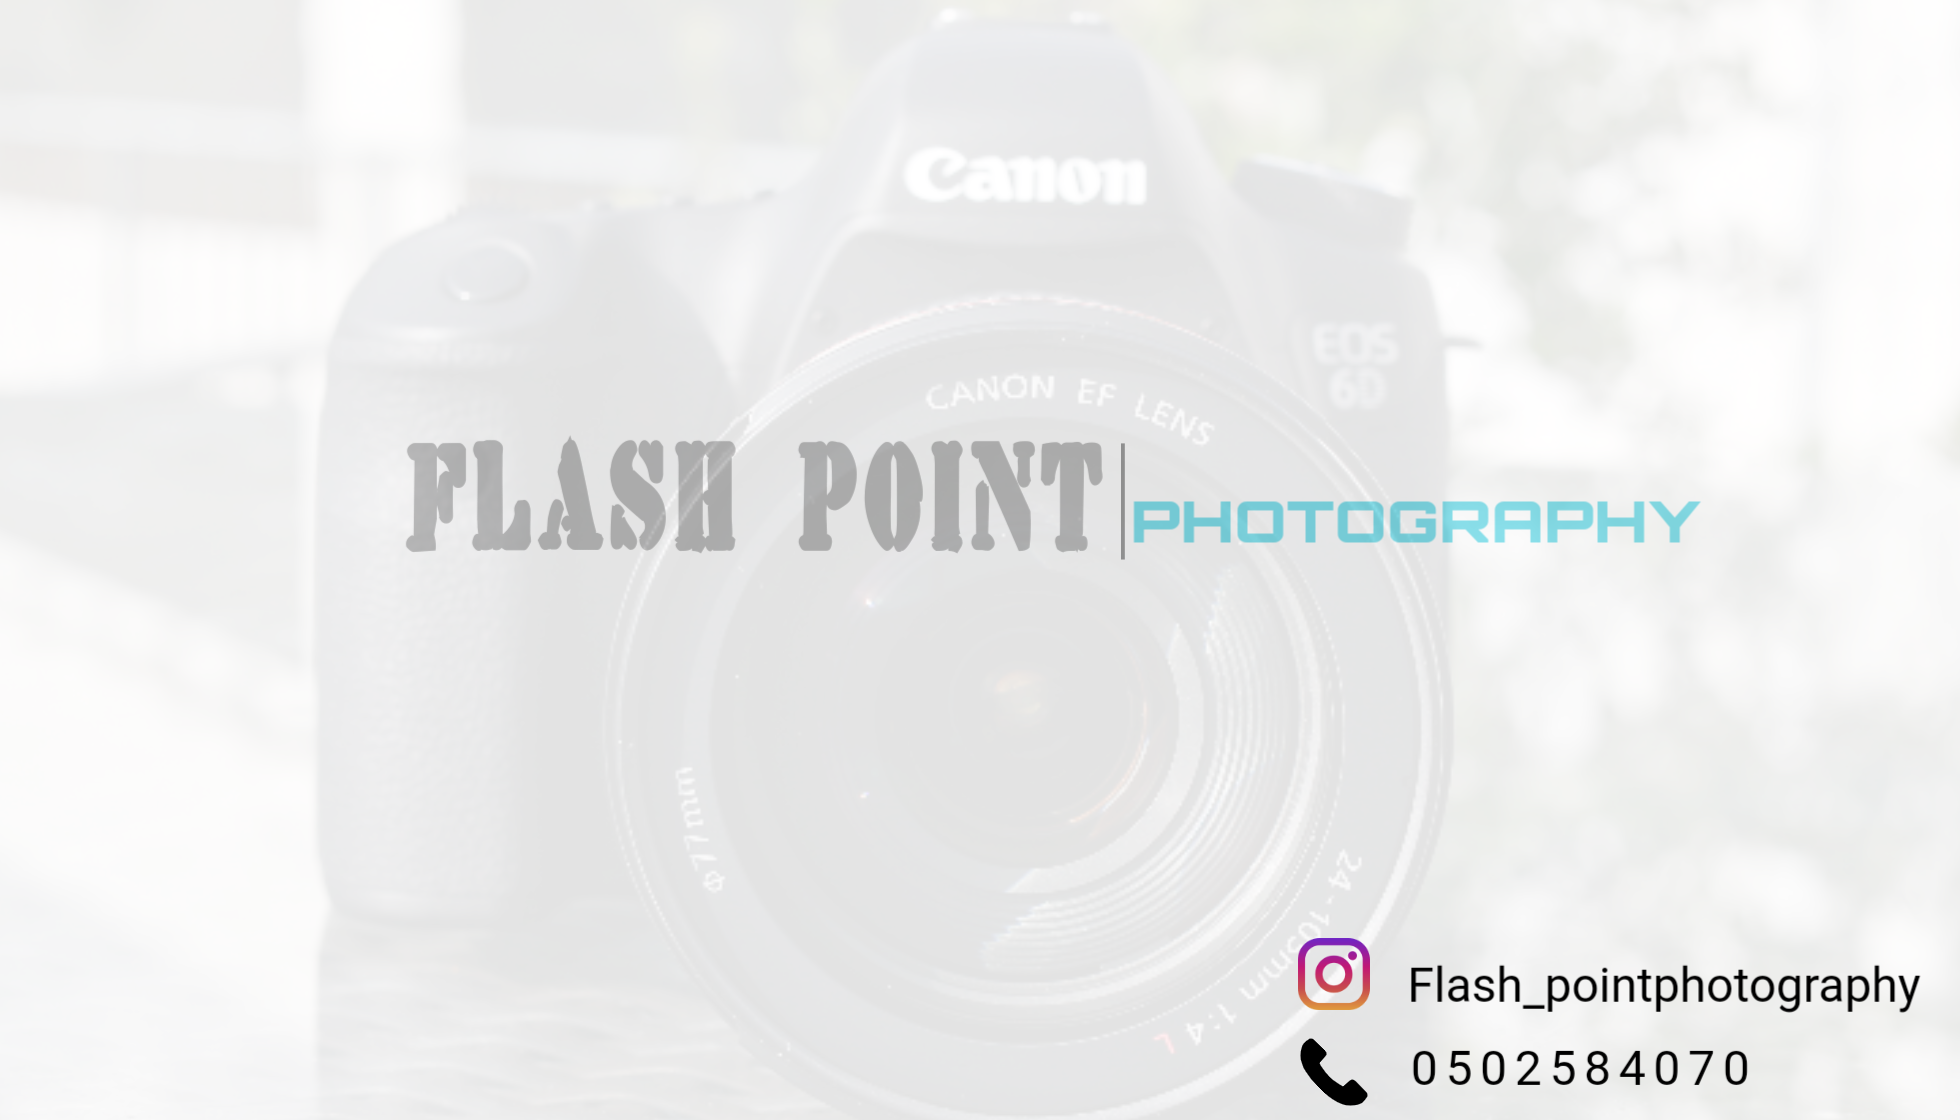 Canon
EOS
6D
CANON EF LENS
FLASH POINT
PHOTOGRAPHY
Φ77mm
24-105mm 1:4 L
Flash_pointphotography
0502584070